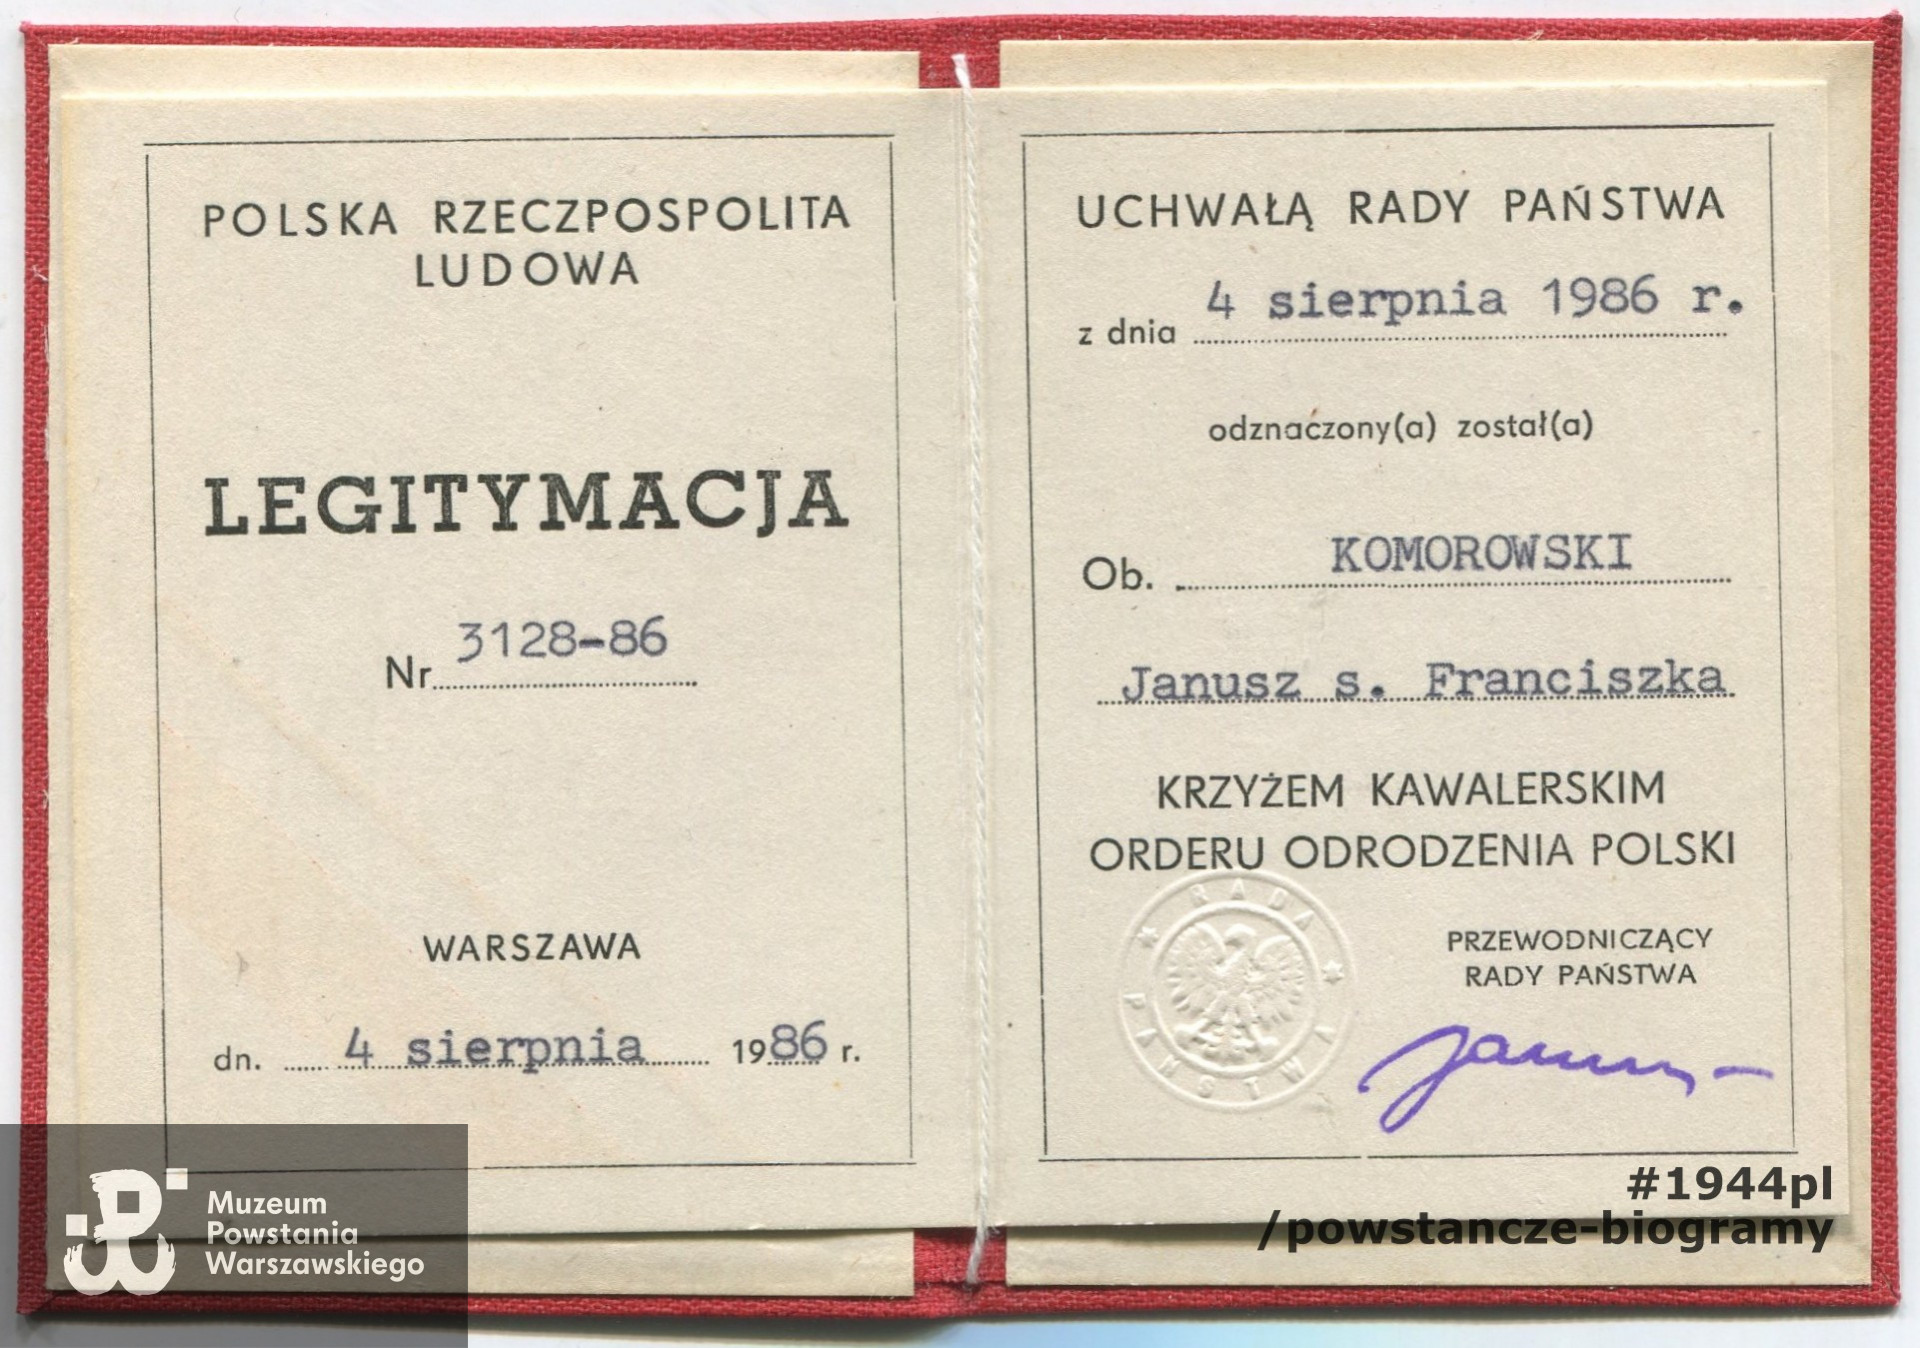 POLSKA RZECZPOSPOLITA
LUDOWA
LEGITYMACJA
Nr 3128-86
WARSZAWA
dn. 4 sierpnia 1986 r.
UCHWAŁĄ RADY PAŃSTWA
z dnia 4 sierpnia 1986 r.
odznaczony(a) został(a)
Ob. KOMOROWSKI
Janusz s. Franciszka
KRZYŻEM KAWALERSKIM
ORDERU ODRODZENIA POLSKI
RADA PAŃSTWA
PRZEWODNICZĄCY
RADY PAŃSTWA
Muzeum
Powstania
Warszawskiego
#1944pl
/powstancze-biogramy